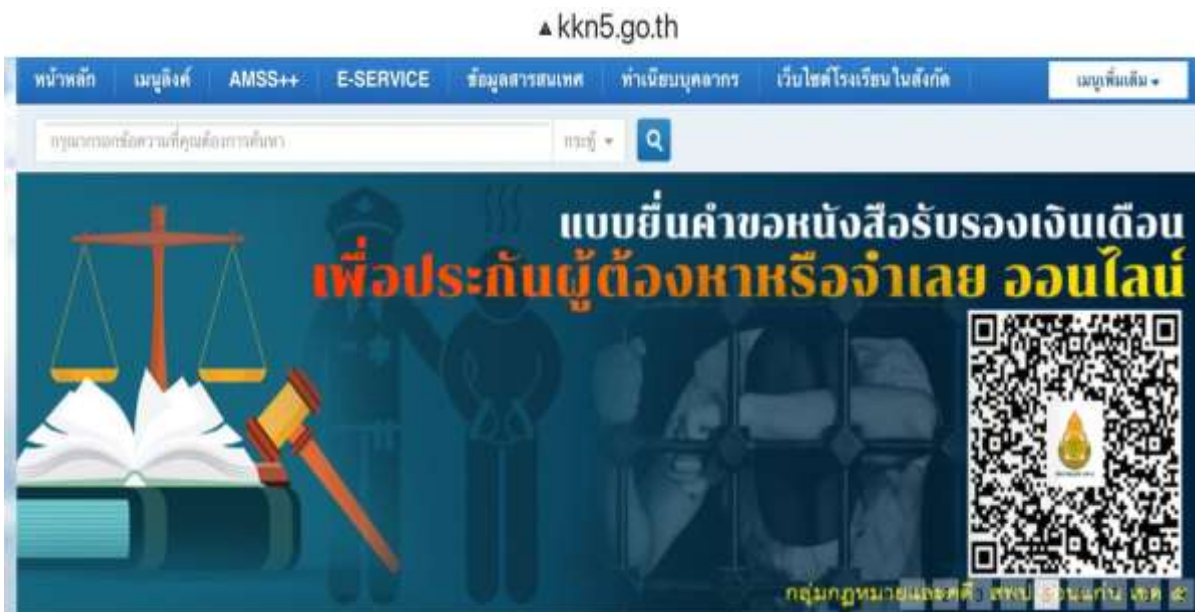 ▲kkn5.go.th
หน้าหลัก เมนูลิงค์ AMSS++ E-SERVICE ข้อมูลสารสนเทศ ทำเนียบบุคลากร เว็บไซต์โรงเรียนในสังกัด เมนูเพิ่มเติม
กรุณากรอกข้อความที่คุณต้องการค้นหา กระทู้
แบบยื่นคำขอหนังสือรับรองเงินเดือน
เพื่อประกันผู้ต้องหาหรือจำเลย ออนไลน์
กลุ่มกฎหมายและคดี สพป.ขอนแก่น เขต ๕